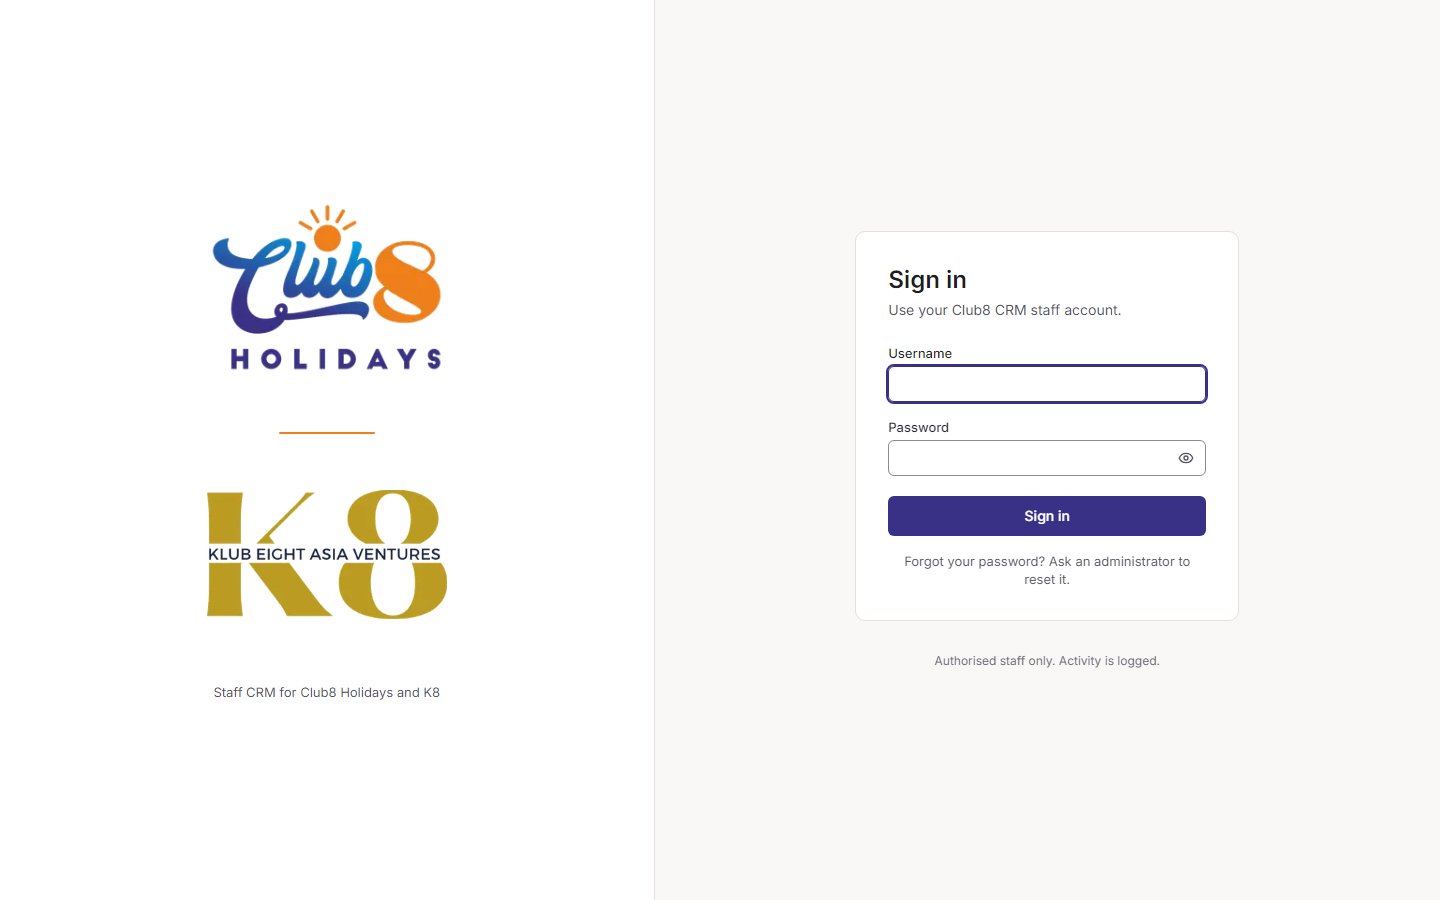 Club8
HOLIDAYS
K8
KLUB EIGHT ASIA VENTURES
Staff CRM for Club8 Holidays and K8
Sign in
Use your Club8 CRM staff account.
Username
Password
Sign in
Forgot your password? Ask an administrator to
reset it.
Authorised staff only. Activity is logged.